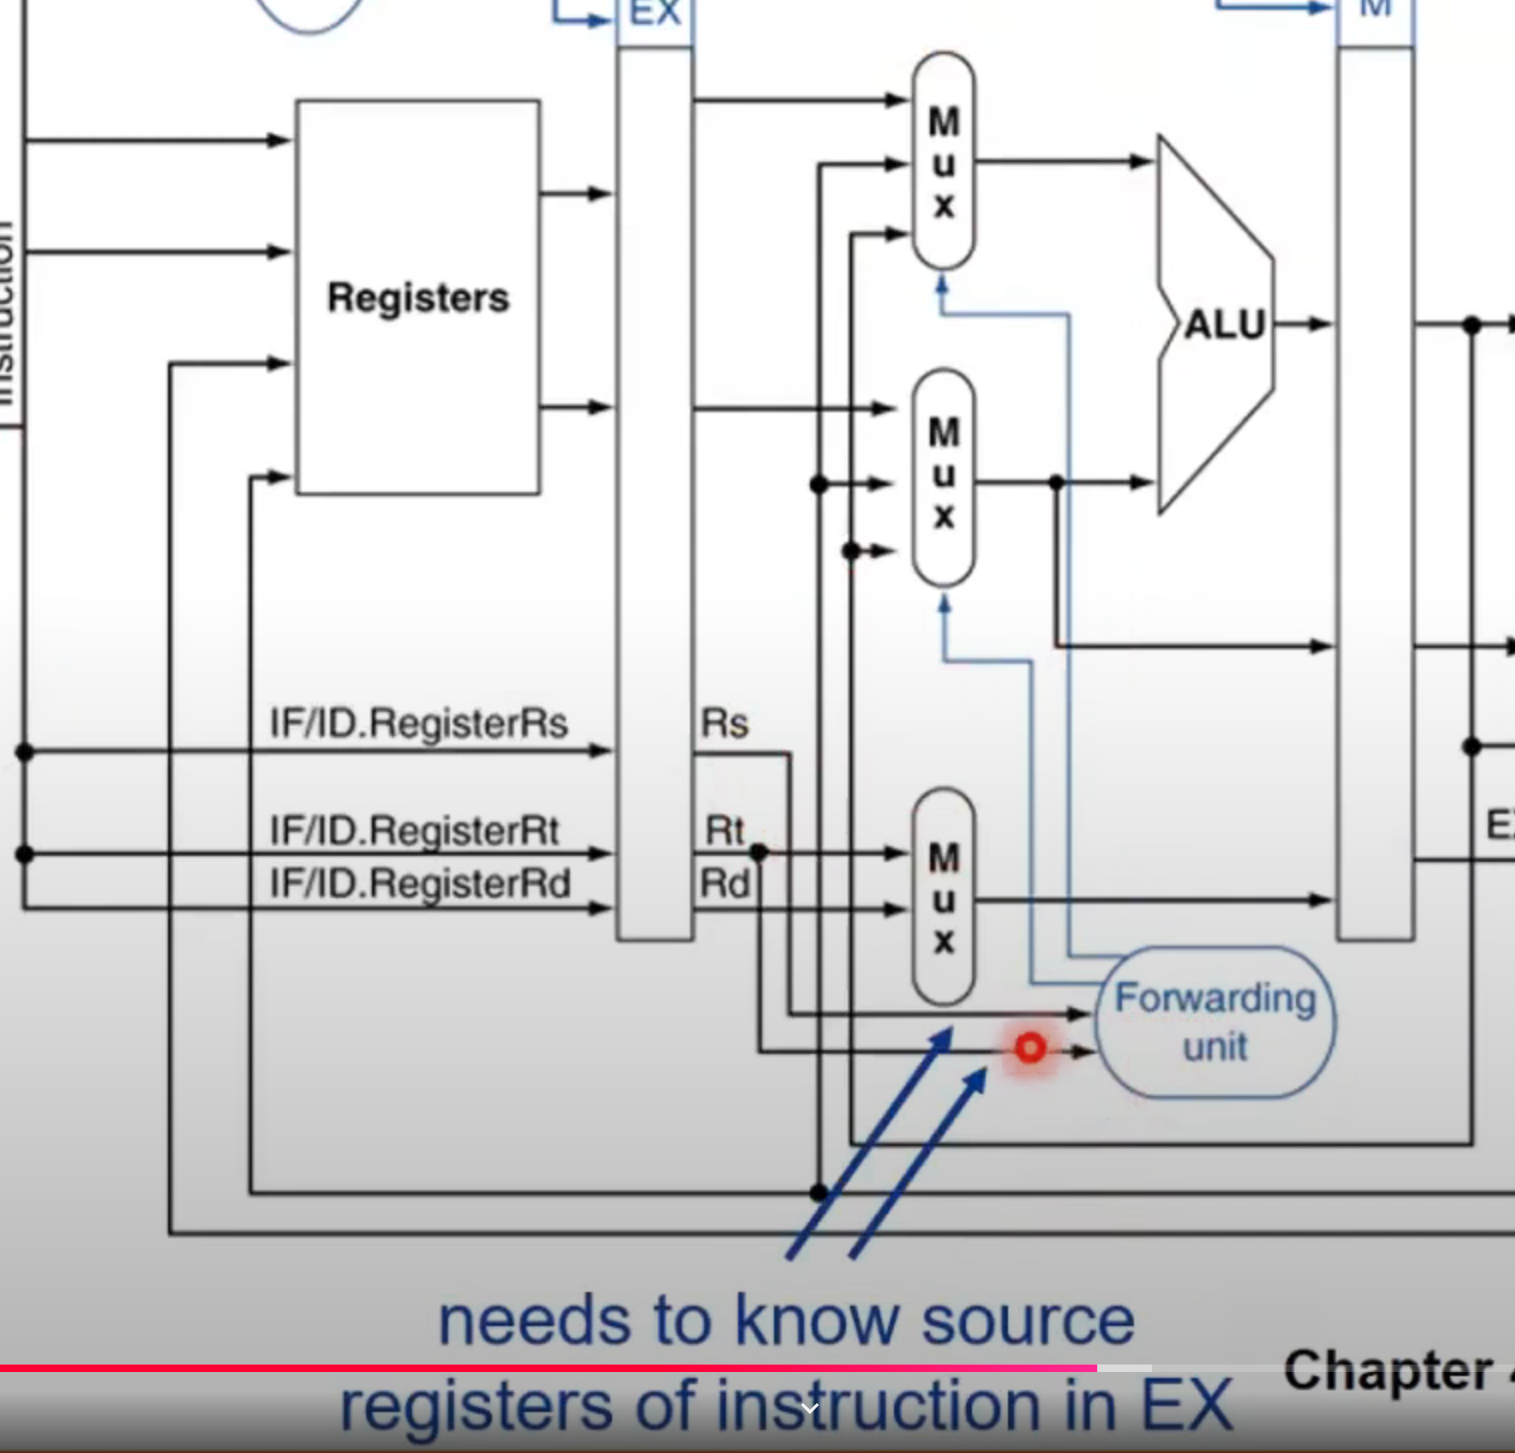 EX
M
Mux
Instruction
Registers
ALU
Mux
IF/ID.RegisterRs
Rs
IF/ID.RegisterRt
Rt
IF/ID.RegisterRd
Rd
Mux
E
Forwarding
unit
needs to know source
Chapter
registers of instruction in EX